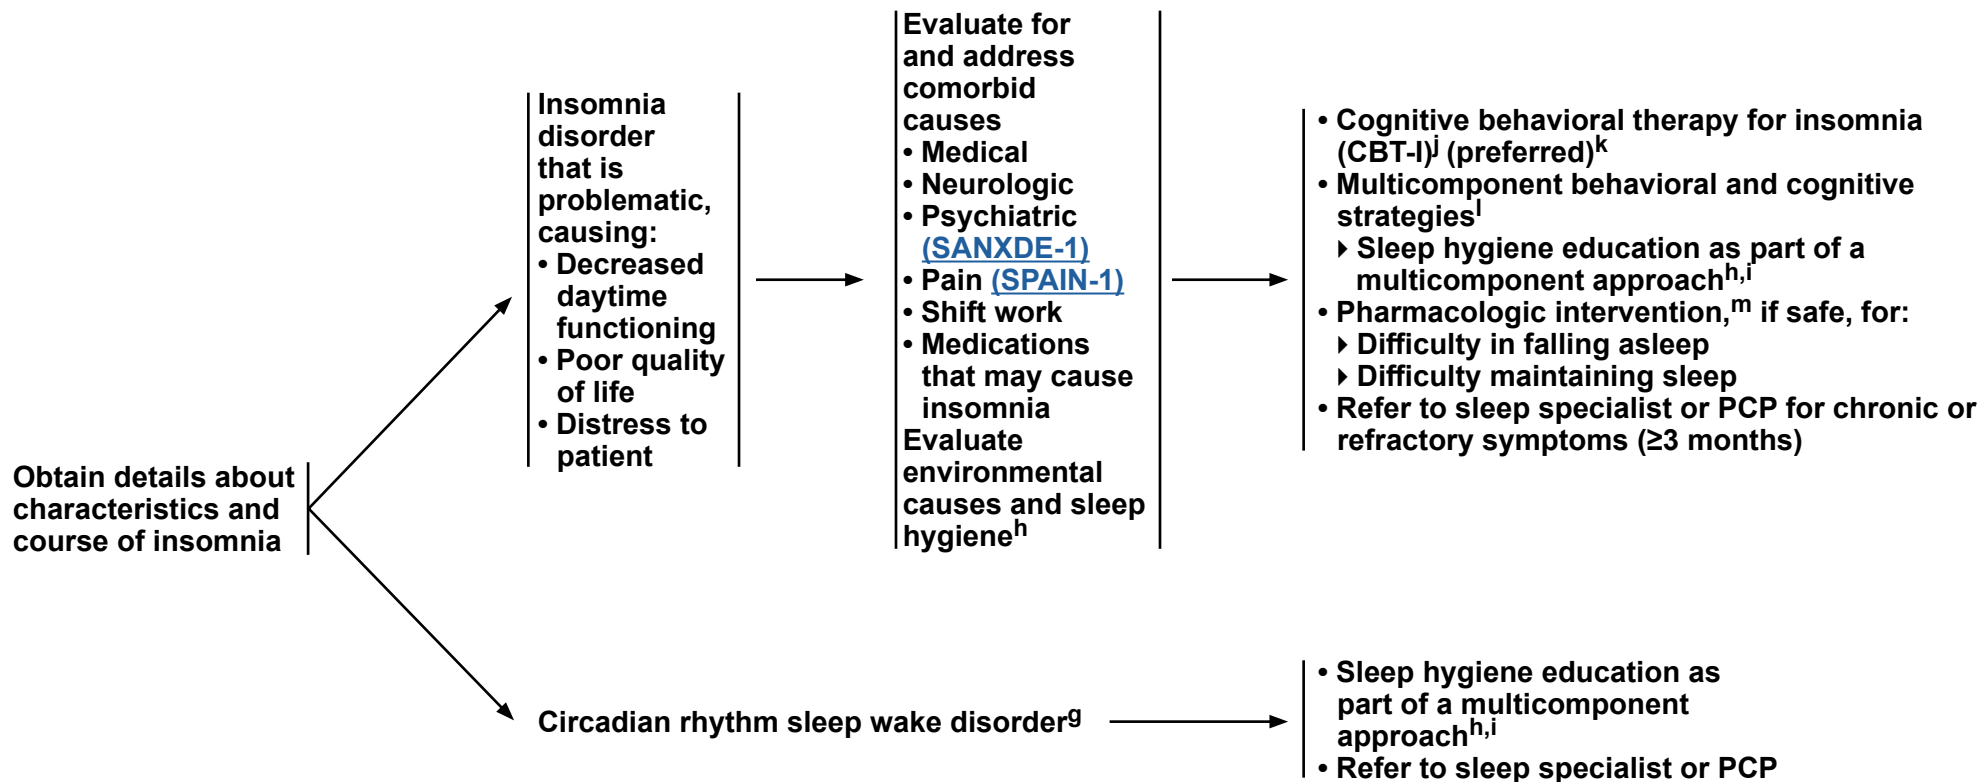 Obtain details about
characteristics and
course of insomnia
Insomnia
disorder
that is
problematic,
causing:
• Decreased
daytime
functioning
• Poor quality
of life
• Distress to
patient
Evaluate for
and address
comorbid
causes
• Medical
• Neurologic
• Psychiatric
(SANXDE-1)
• Pain (SPAIN-1)
• Shift work
• Medications
that may cause
insomnia
Evaluate
environmental
causes and sleep
hygieneh
• Cognitive behavioral therapy for insomnia
(CBT-I)j (preferred)k
• Multicomponent behavioral and cognitive
strategiesl
‣ Sleep hygiene education as part of a
multicomponent approachh,i
• Pharmacologic intervention,m if safe, for:
‣ Difficulty in falling asleep
‣ Difficulty maintaining sleep
• Refer to sleep specialist or PCP for chronic or
refractory symptoms (≥3 months)
Circadian rhythm sleep wake disorderg
• Sleep hygiene education as
part of a multicomponent
approachh,i
• Refer to sleep specialist or PCP